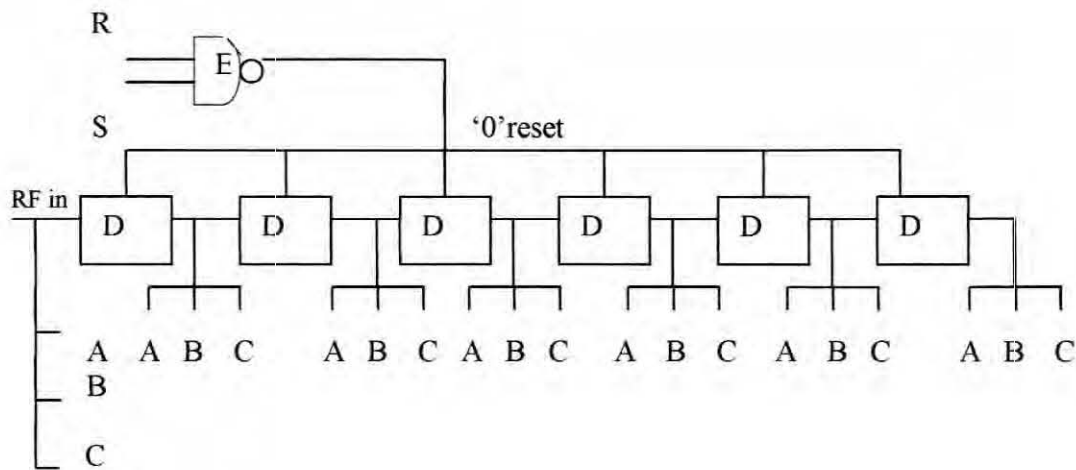 R
E
S '0'reset
RF in
D D D D D D
A A B C A B C A B C A B C A B C A B C
B
C